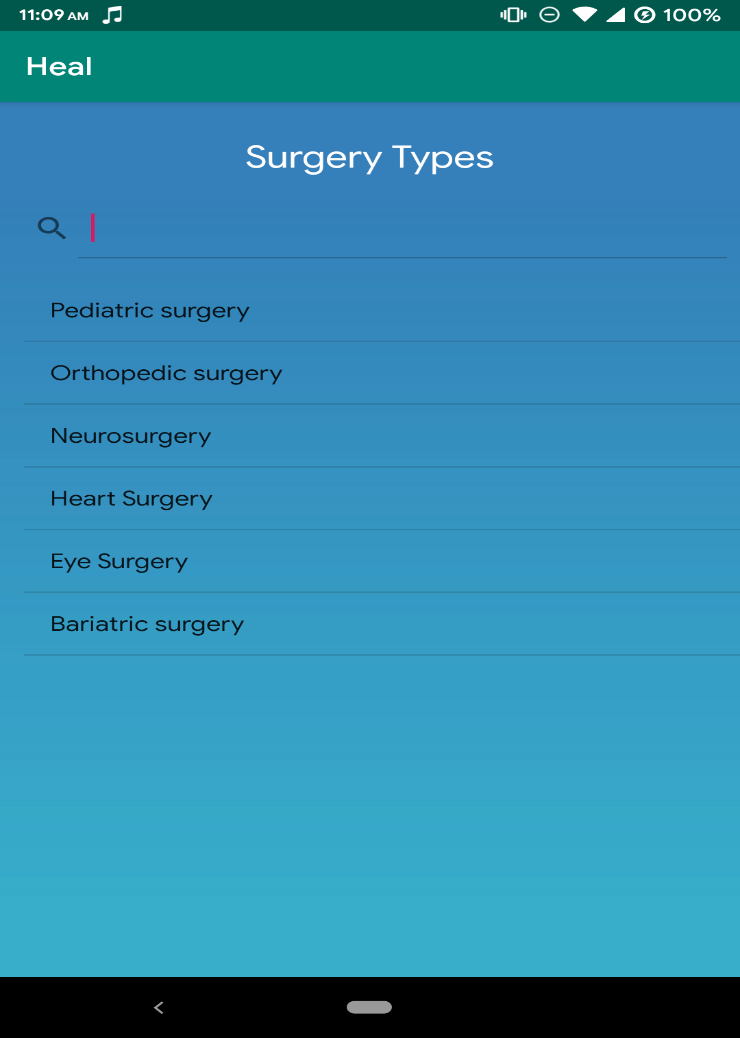 11:09 AM 100%
Heal
Surgery Types
Pediatric surgery
Orthopedic surgery
Neurosurgery
Heart Surgery
Eye Surgery
Bariatric surgery